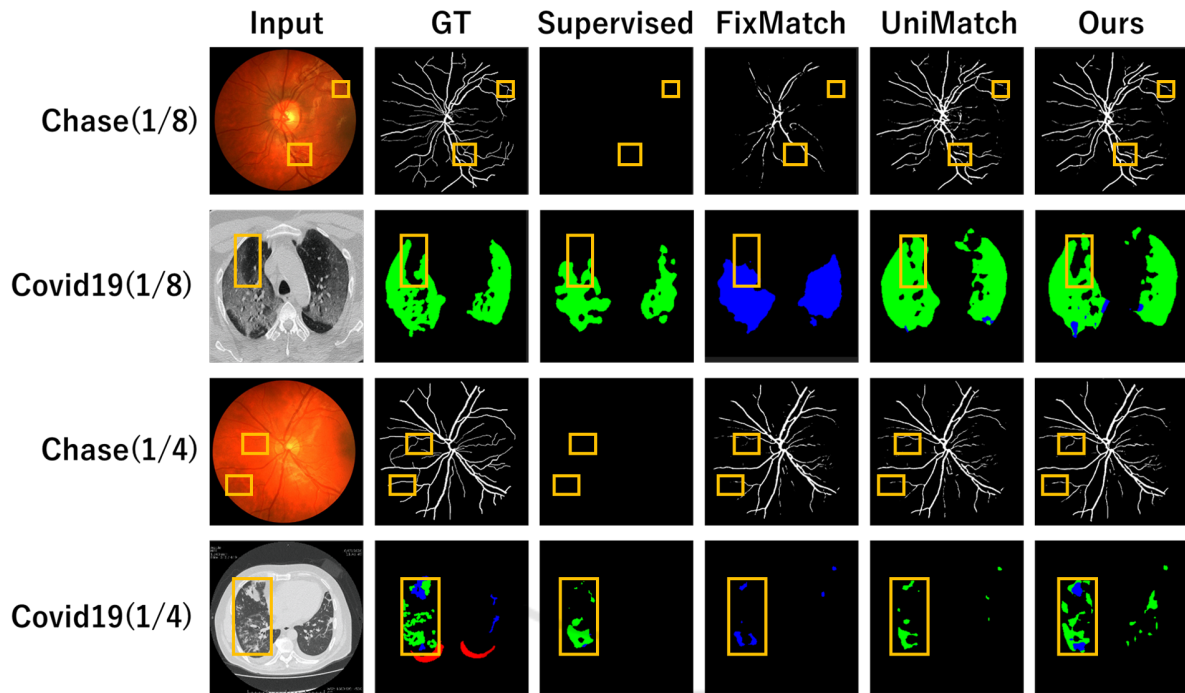 Input GT Supervised FixMatch UniMatch Ours
Chase(1/8)
Covid19(1/8)
Chase(1/4)
Covid19(1/4)